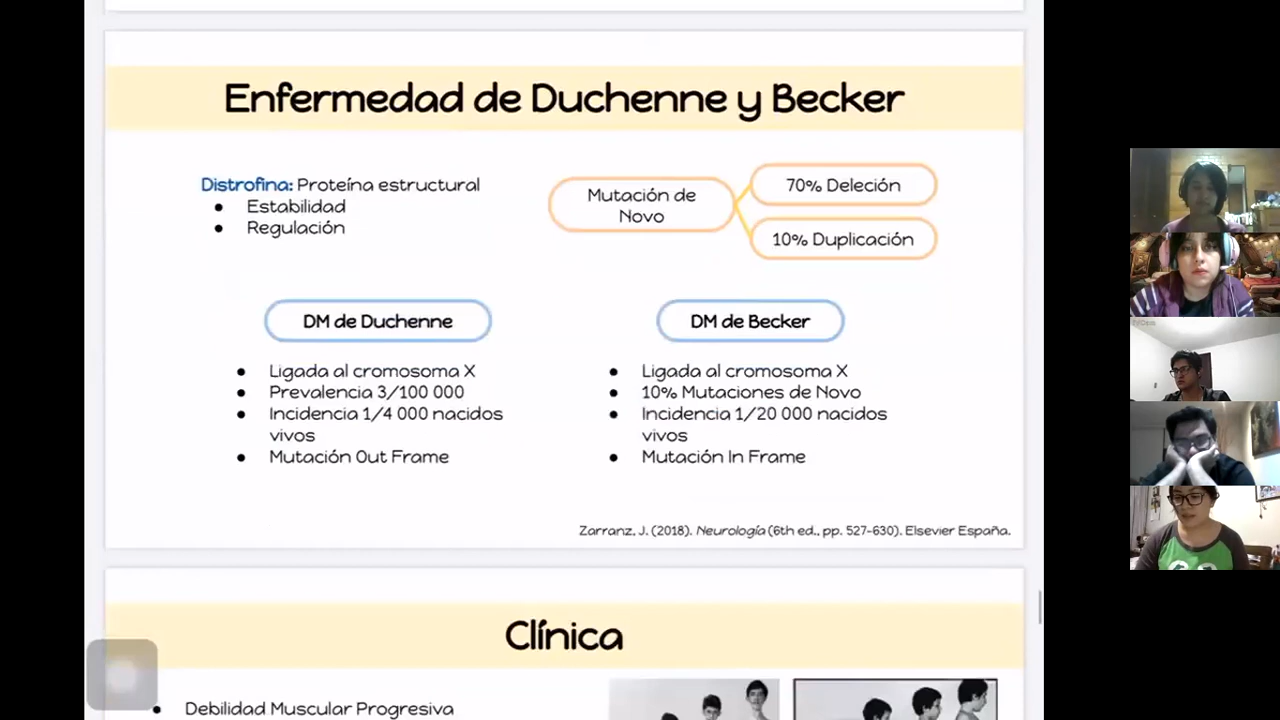 Enfermedad de Duchenne y Becker
Distrofina: Proteína estructural
● Estabilidad
● Regulación
Mutación de
Novo
70% Deleción
10% Duplicación
DM de Duchenne
● Ligada al cromosoma X
● Prevalencia 3/100 000
● Incidencia 1/4 000 nacidos
vivos
● Mutación Out Frame
DM de Becker
● Ligada al cromosoma X
● 10% Mutaciones de Novo
● Incidencia 1/20 000 nacidos
vivos
● Mutación In Frame
Zarranz, J. (2018). Neurología (6th ed., pp. 527-630). Elsevier España.
Clínica
● Debilidad Muscular Progresiva